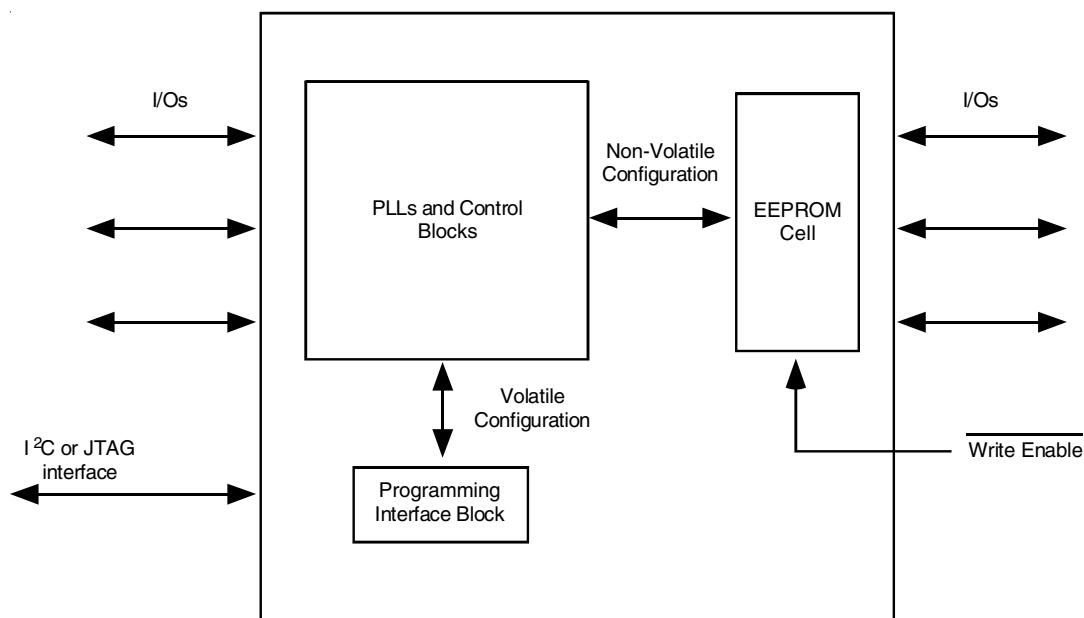 I/Os
I/Os
Non-Volatile
Configuration
PLLs and Control
Blocks
EEPROM
Cell
Volatile
Configuration
I ²C or JTAG
interface
Write Enable
Programming
Interface Block